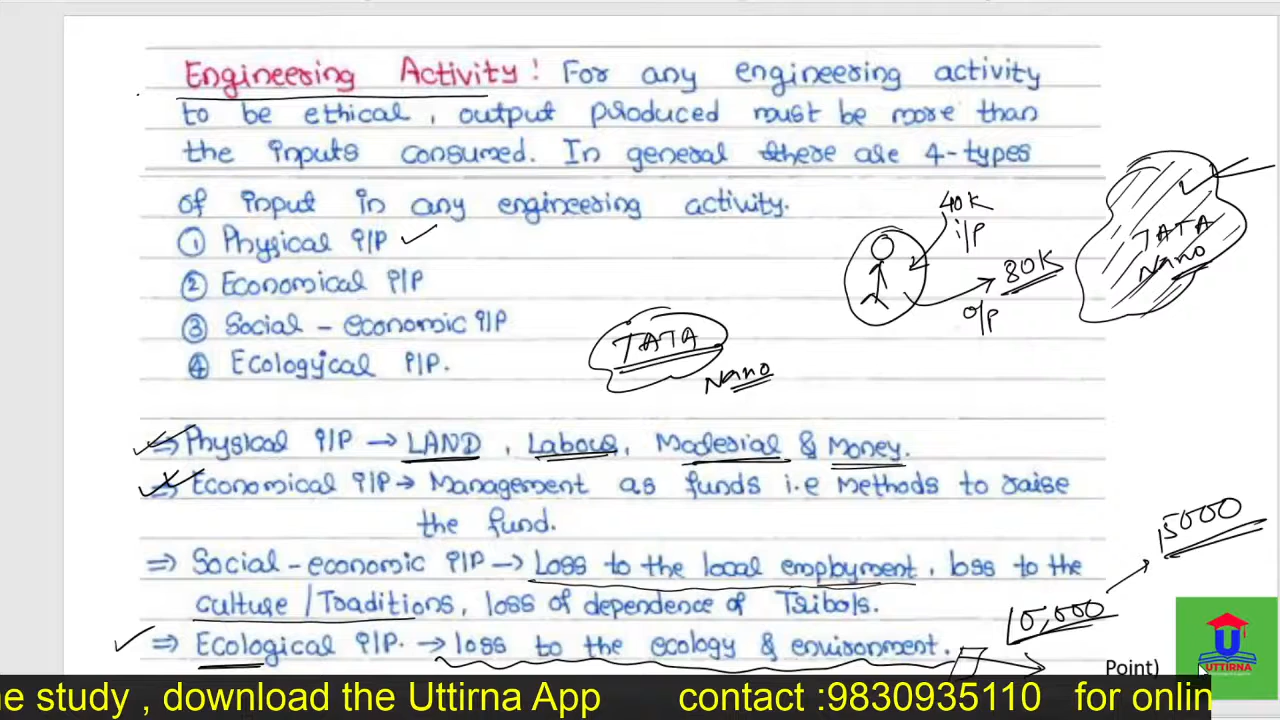 Engineering Activity! For any engineering activity
to be ethical, output produced must be more than
the inputs consumed. In general there are 4-types
of input in any engineering activity.
① Physical I/P
② Economical I/P
③ Social - economic I/P
④ Ecologycal I/P.
40K
i/P
80K
o/P
TATA
Nano
TATA
Nano
⇒ Physical I/P → LAND, Labour, Material & Money.
⇒ Economical I/P → Management as funds i.e Methods to raise
the fund.
⇒ Social-economic I/P → Loss to the local employment, loss to the
culture/Traditions, loss of dependence of Tribals.
⇒ Ecological I/P. → loss to the ecology & environment.
15000
10,000
Point)
UTTIRNA
he study , download the Uttirna App contact :9830935110 for onlin